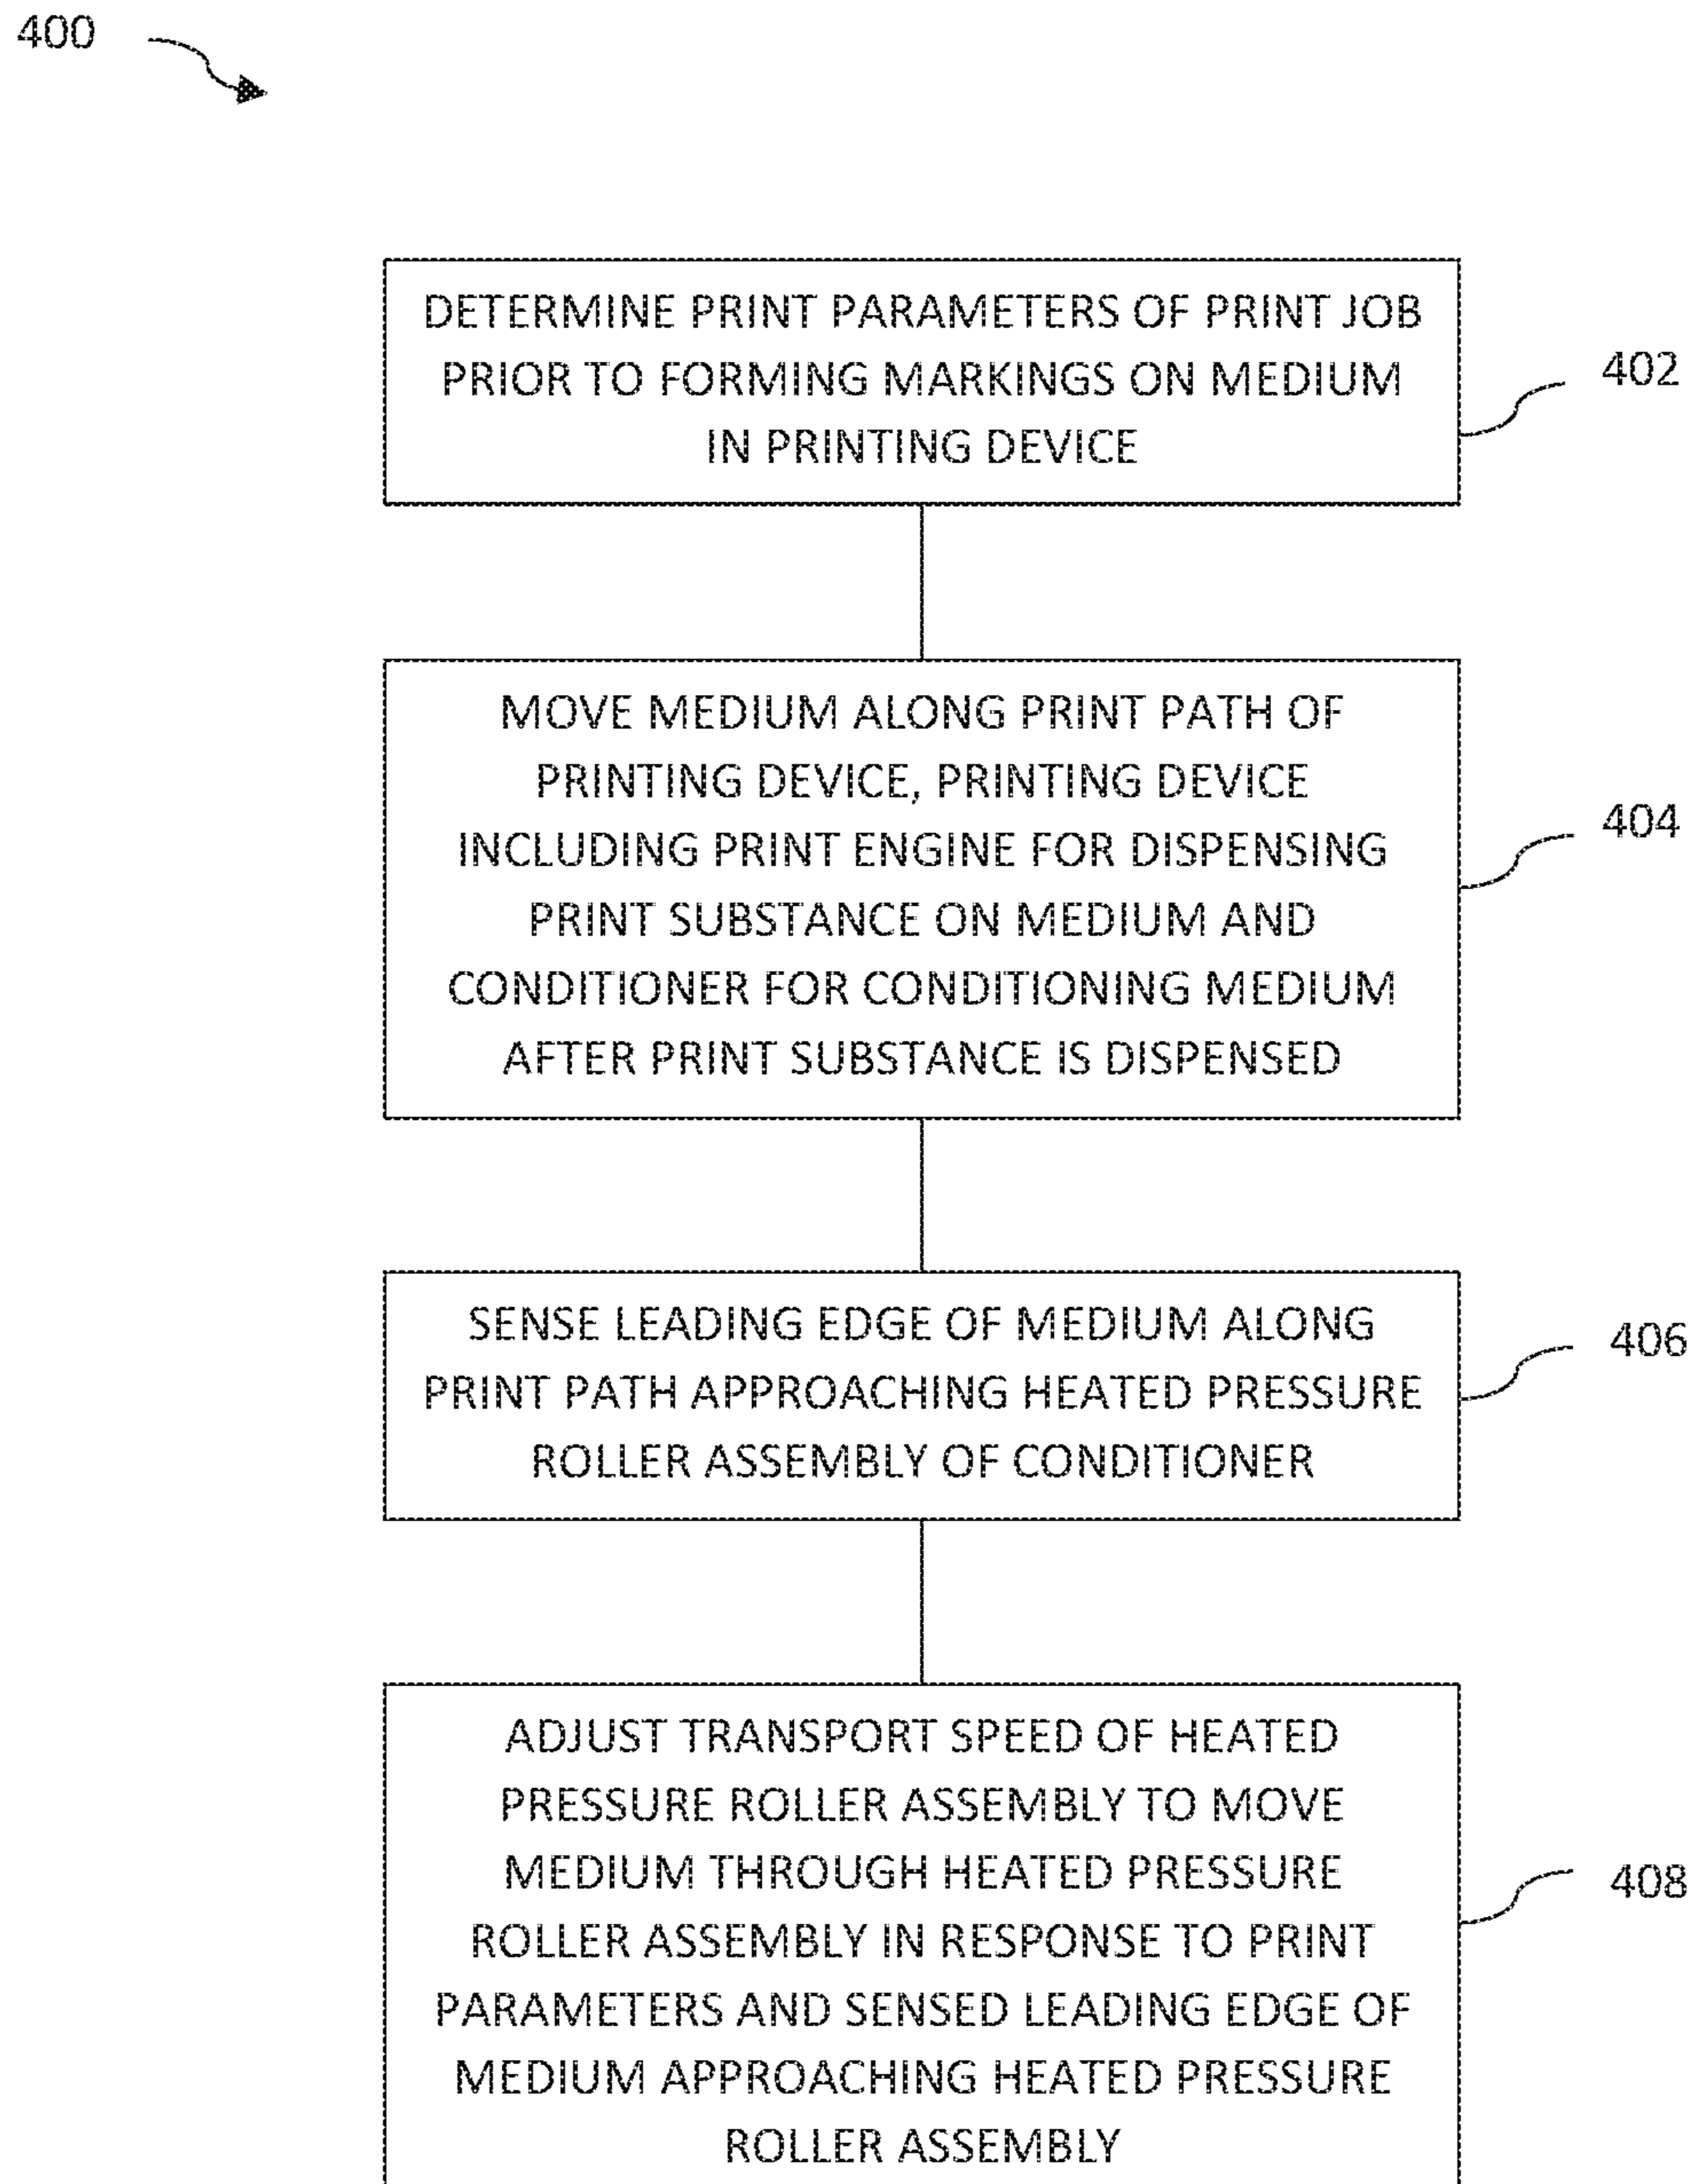 400
DETERMINE PRINT PARAMETERS OF PRINT JOB
PRIOR TO FORMING MARKINGS ON MEDIUM
IN PRINTING DEVICE
402
MOVE MEDIUM ALONG PRINT PATH OF
PRINTING DEVICE, PRINTING DEVICE
INCLUDING PRINT ENGINE FOR DISPENSING
PRINT SUBSTANCE ON MEDIUM AND
CONDITIONER FOR CONDITIONING MEDIUM
AFTER PRINT SUBSTANCE IS DISPENSED
404
SENSE LEADING EDGE OF MEDIUM ALONG
PRINT PATH APPROACHING HEATED PRESSURE
ROLLER ASSEMBLY OF CONDITIONER
406
ADJUST TRANSPORT SPEED OF HEATED
PRESSURE ROLLER ASSEMBLY TO MOVE
MEDIUM THROUGH HEATED PRESSURE
ROLLER ASSEMBLY IN RESPONSE TO PRINT
PARAMETERS AND SENSED LEADING EDGE OF
MEDIUM APPROACHING HEATED PRESSURE
ROLLER ASSEMBLY
408